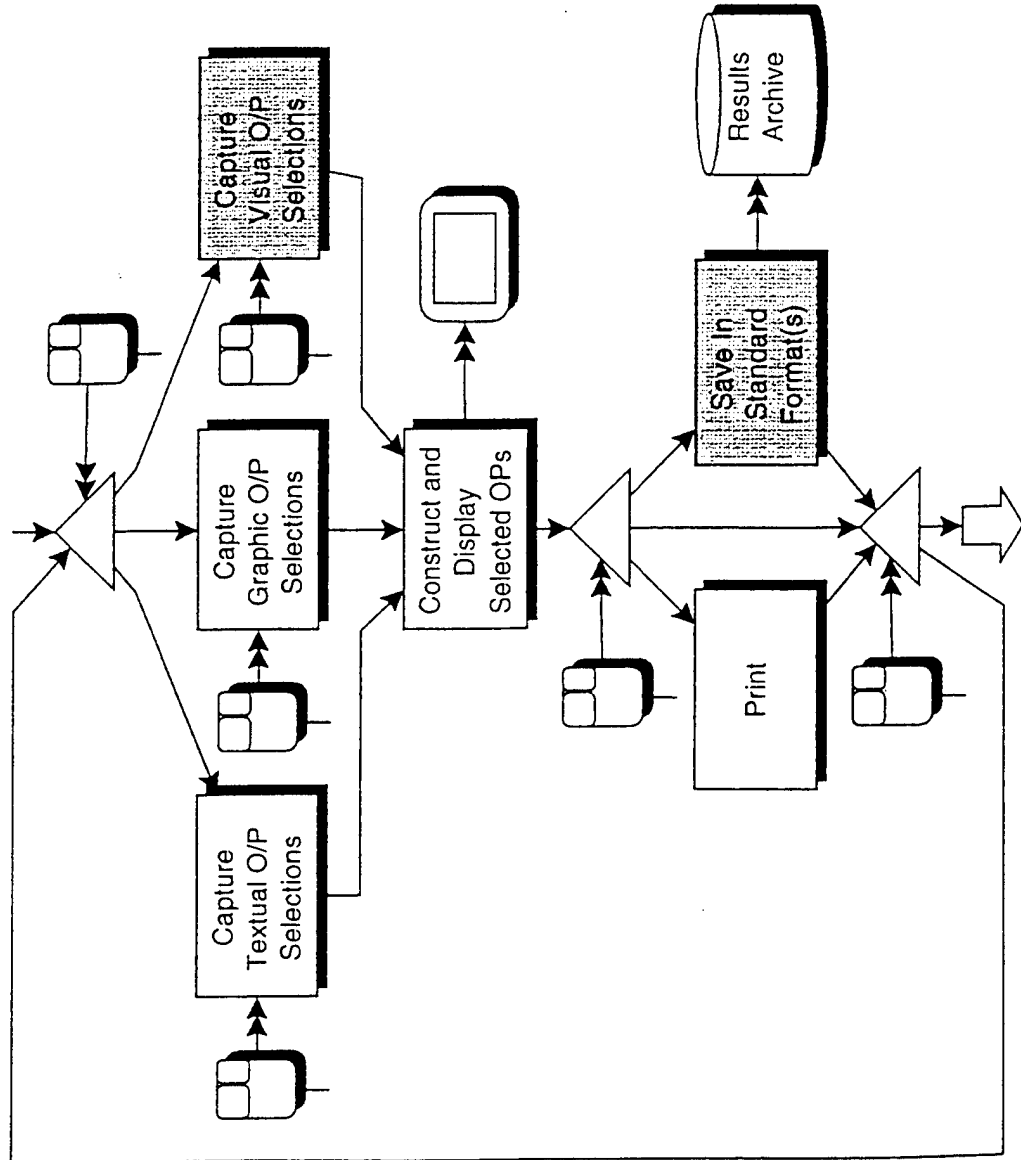 Capture
Textual O/P
Selections
Capture
Graphic O/P
Selections
Capture
Visual O/P
Selections
Construct and
Display
Selected OPs
Print
Save In
Standard
Format(s)
Results
Archive